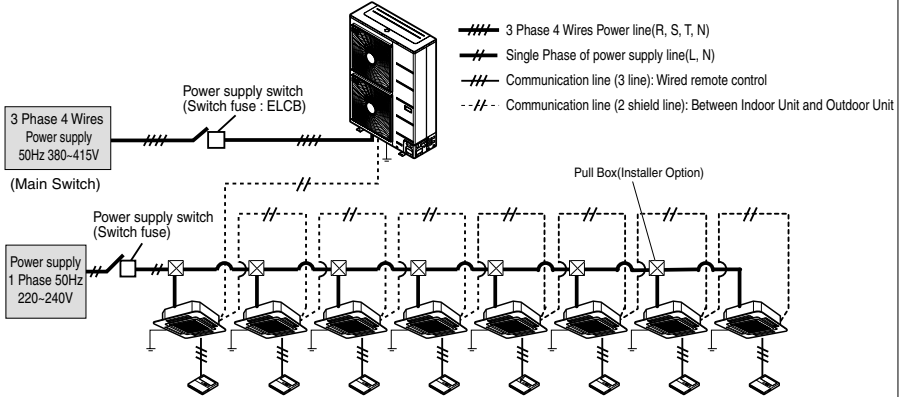 3 Phase 4 Wires Power line(R, S, T, N)
Single Phase of power supply line(L, N)
Communication line (3 line): Wired remote control
Communication line (2 shield line): Between Indoor Unit and Outdoor Unit
Power supply switch
(Switch fuse : ELCB)
3 Phase 4 Wires
Power supply
50Hz 380~415V
(Main Switch)
Pull Box(Installer Option)
Power supply switch
(Switch fuse)
Power supply
1 Phase 50Hz
220~240V